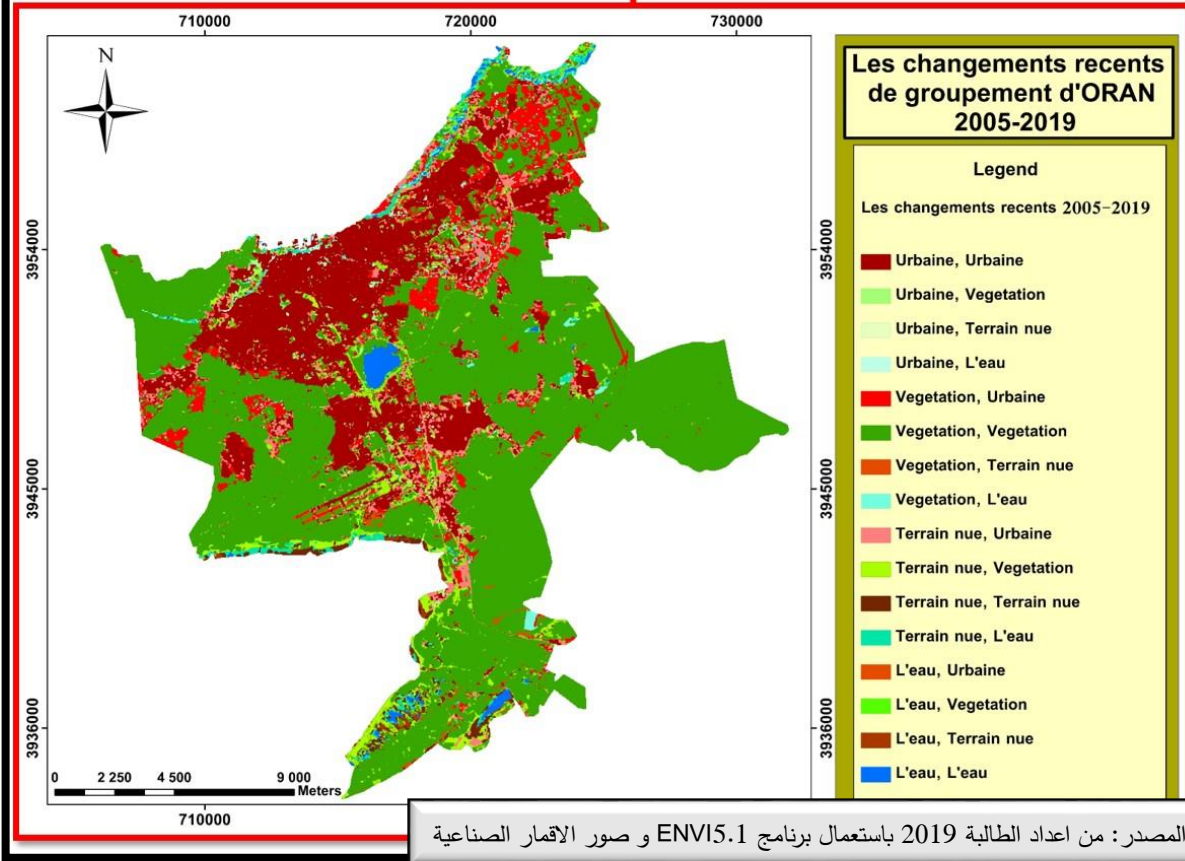 710000 720000 730000
N
3954000
3945000
3936000
0 2 250 4 500 9 000
Meters
710000
3954000
3945000
3936000
Les changements recents
de groupement d'ORAN
2005-2019
Legend
Les changements recents 2005-2019
Urbaine, Urbaine
Urbaine, Vegetation
Urbaine, Terrain nue
Urbaine, L'eau
Vegetation, Urbaine
Vegetation, Vegetation
Vegetation, Terrain nue
Vegetation, L'eau
Terrain nue, Urbaine
Terrain nue, Vegetation
Terrain nue, Terrain nue
Terrain nue, L'eau
L'eau, Urbaine
L'eau, Vegetation
L'eau, Terrain nue
L'eau, L'eau
المصدر: من اعداد الطالبة 2019 باستعمال برنامج ENVI5.1 و صور الاقمار الصناعية